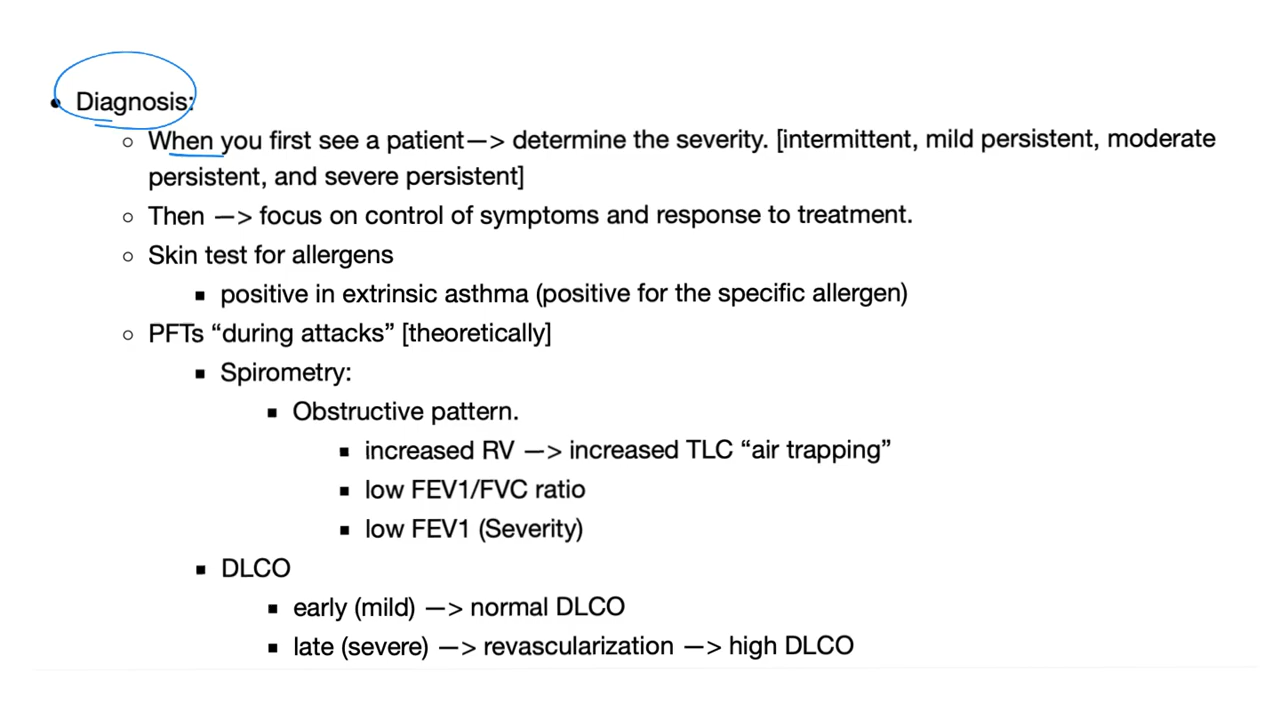 • Diagnosis:
○ When you first see a patient—> determine the severity. [intermittent, mild persistent, moderate
persistent, and severe persistent]
○ Then —> focus on control of symptoms and response to treatment.
○ Skin test for allergens
▪ positive in extrinsic asthma (positive for the specific allergen)
○ PFTs “during attacks” [theoretically]
▪ Spirometry:
▪ Obstructive pattern.
▪ increased RV —> increased TLC “air trapping”
▪ low FEV1/FVC ratio
▪ low FEV1 (Severity)
▪ DLCO
▪ early (mild) —> normal DLCO
▪ late (severe) —> revascularization —> high DLCO